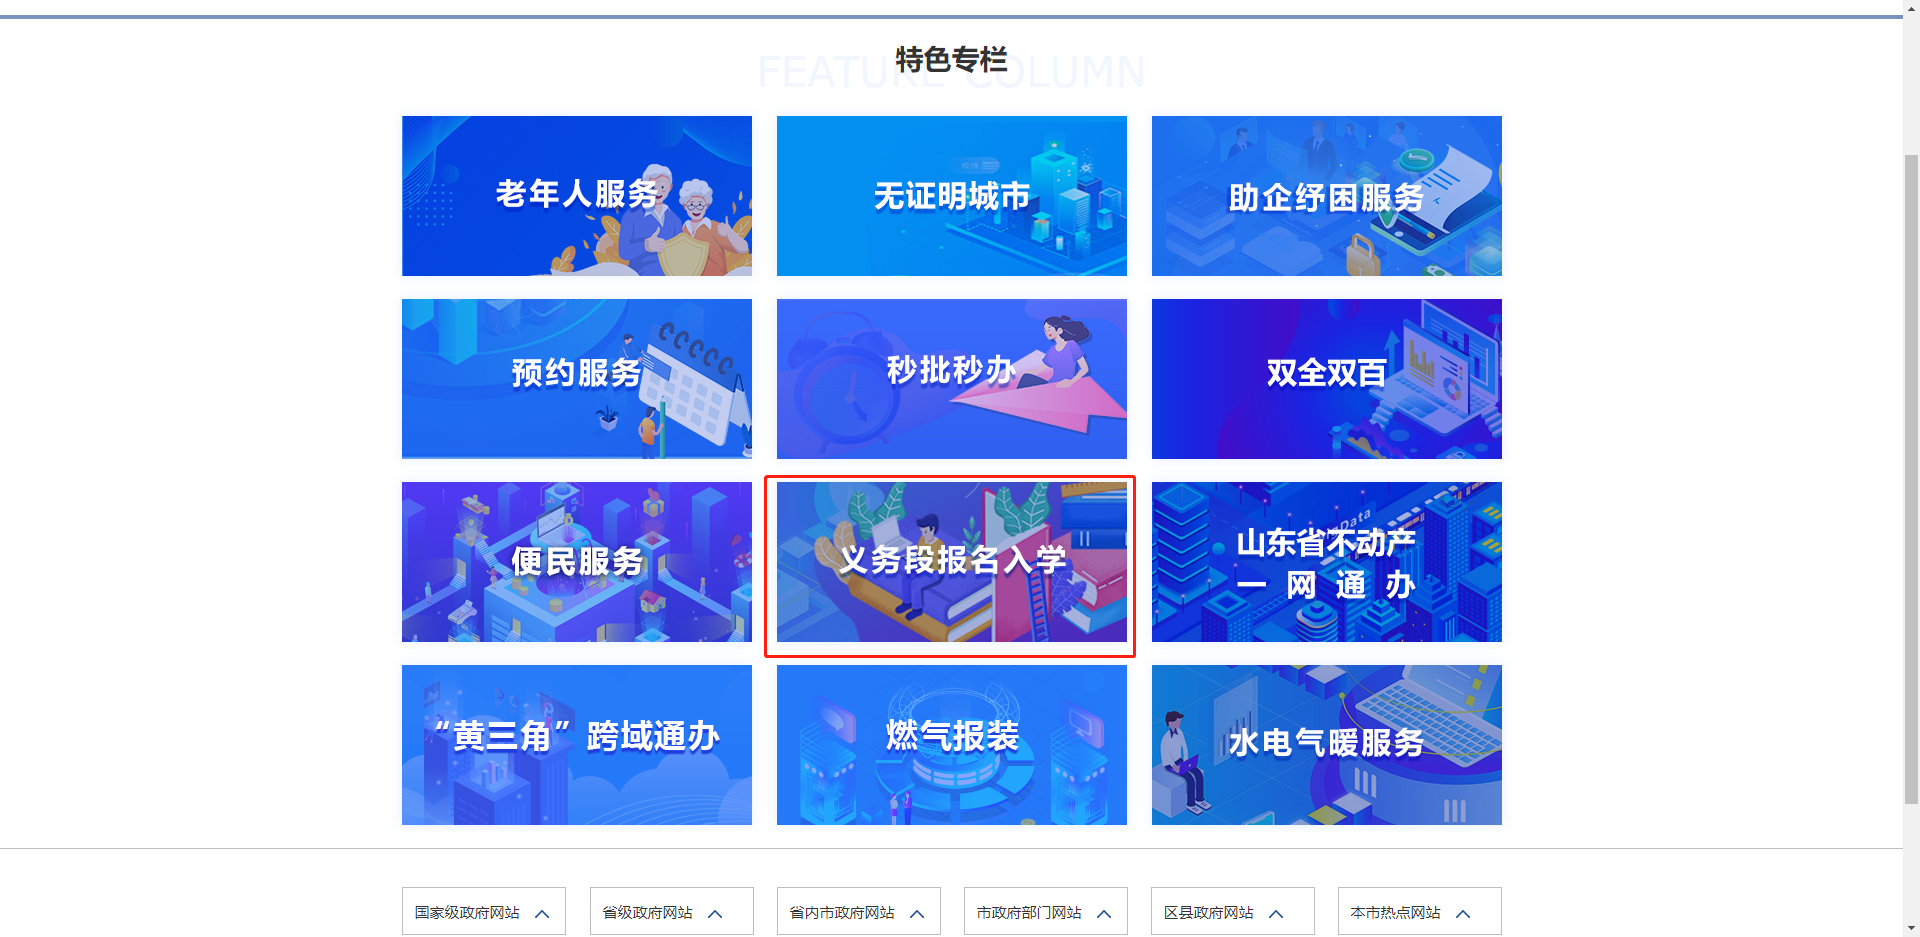 FEATURE COLUMN
特色专栏
老年人服务
无证明城市
助企纾困服务
预约服务
秒批秒办
双全双百
便民服务
义务段报名入学
山东省不动产
一网通办
“黄三角”跨域通办
燃气报装
水电气暖服务
国家级政府网站
省级政府网站
省内市政府网站
市政府部门网站
区县政府网站
本市热点网站